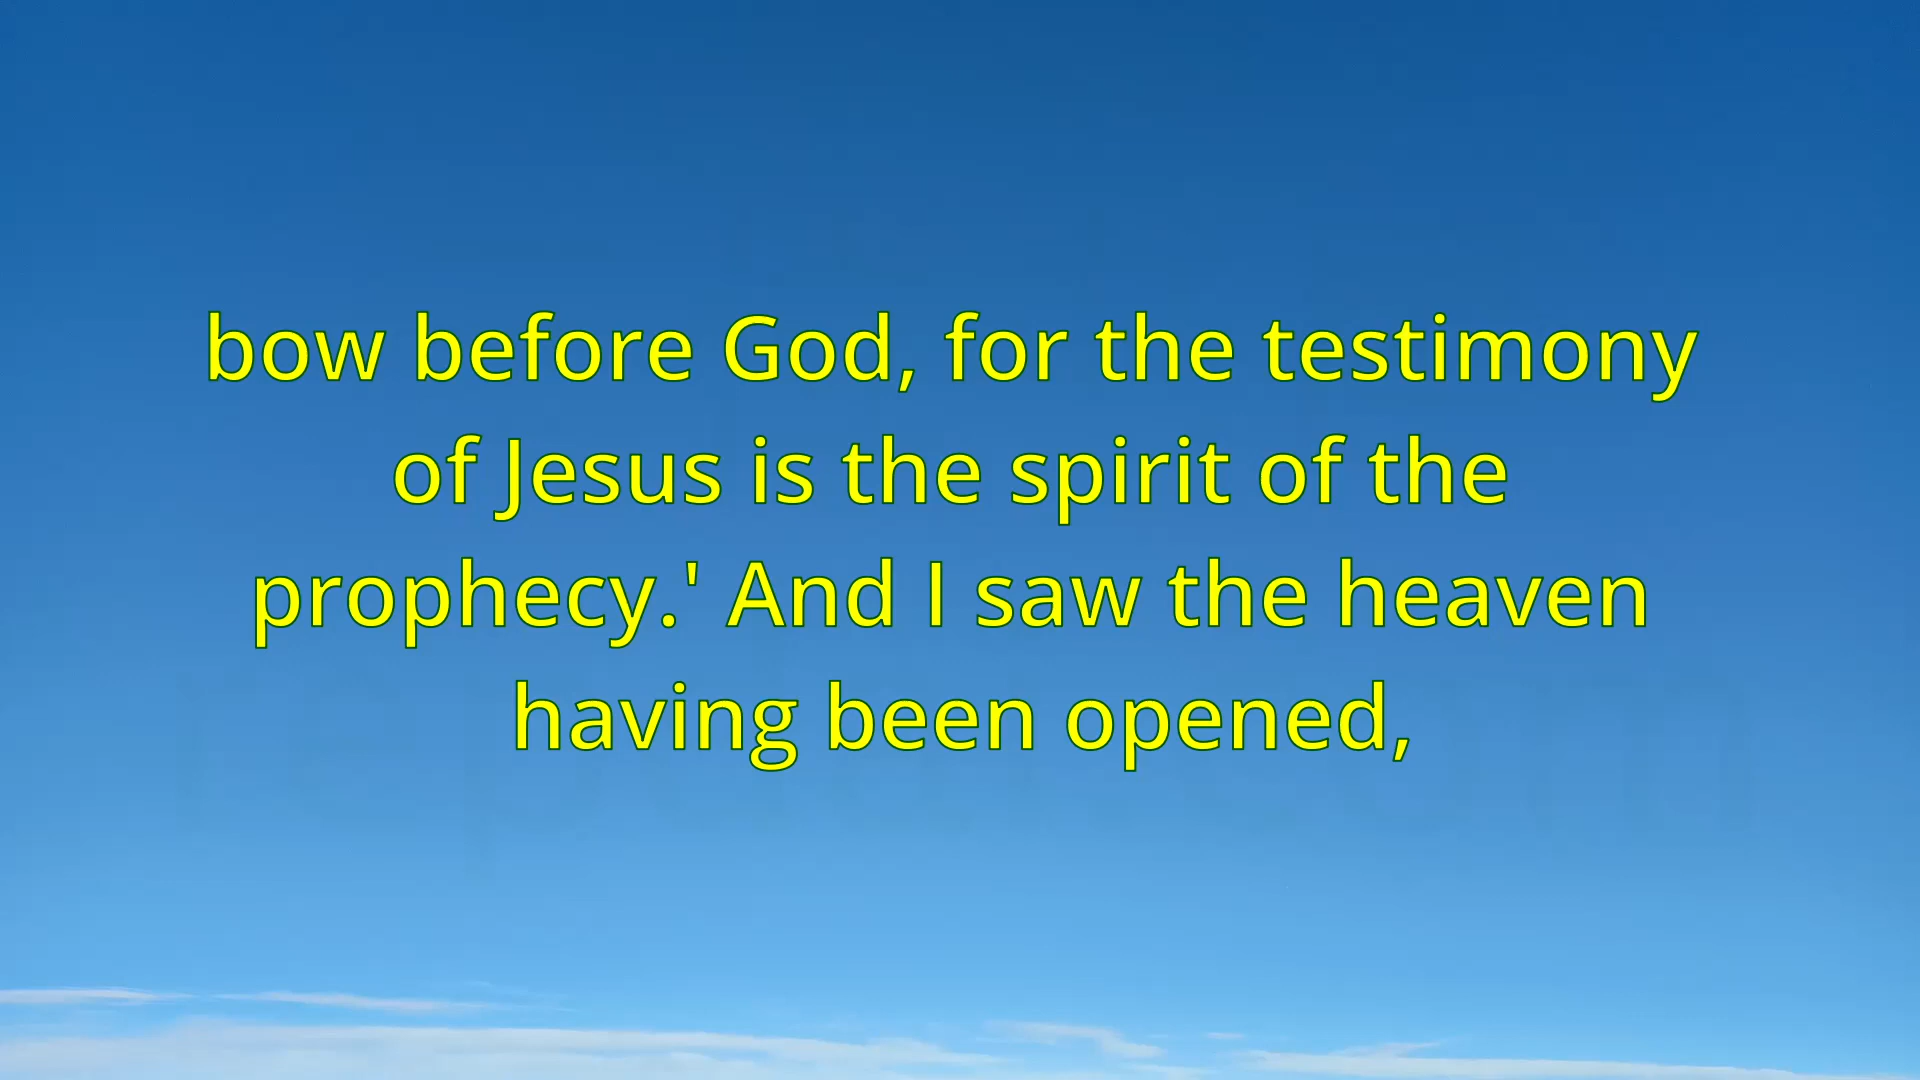 bow before God, for the testimony
of Jesus is the spirit of the
prophecy.' And I saw the heaven
having been opened,